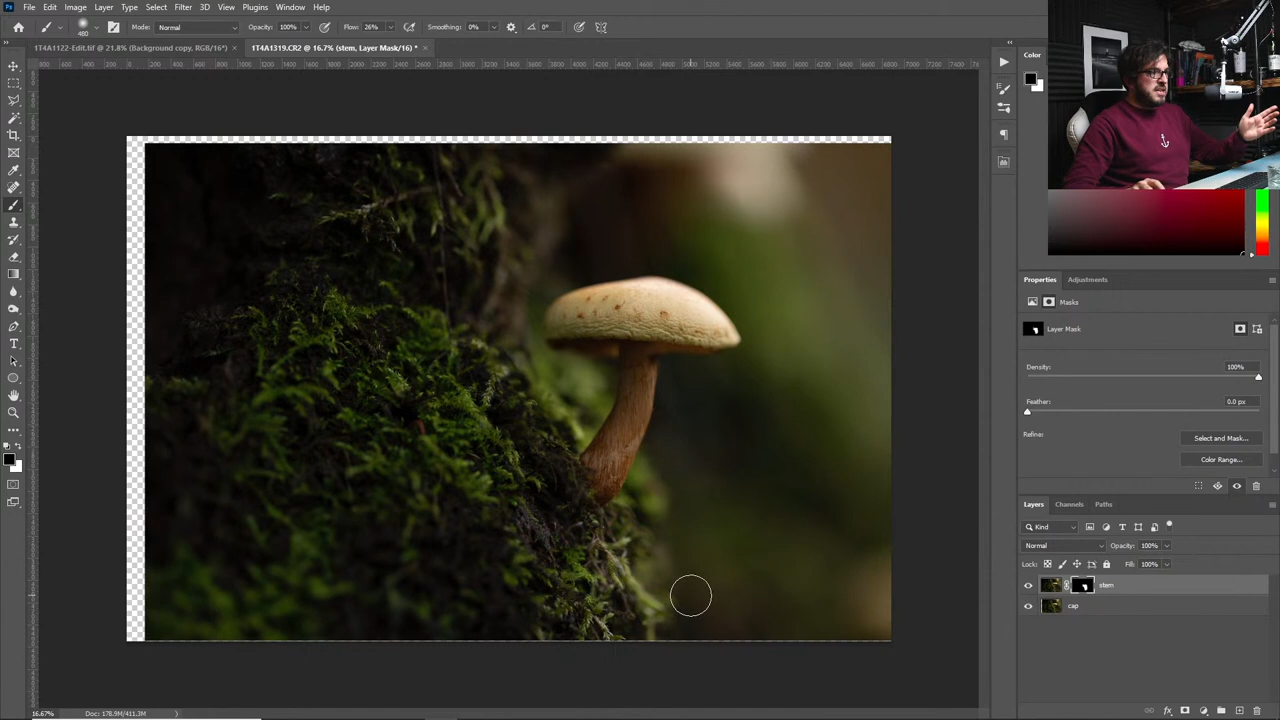 Ps File Edit Image Layer Type Select Filter 3D View Plugins Window Help
480 Mode: Normal Opacity: 100% Flow: 26% Smoothing: 0% 0°
1T4A1122-Edit.tif @ 21.8% (Background copy, RGB/16*) × 1T4A1319.CR2 @ 16.7% (stem, Layer Mask/16) * ×
Color
Properties Adjustments
Masks
Layer Mask
Density: 100%
Feather: 0.0 px
Refine: Select and Mask...
Color Range...
Layers Channels Paths
Kind
Normal Opacity: 100%
Lock: Fill: 100%
stem
cap
16.67% Doc: 178.9M/411.3M